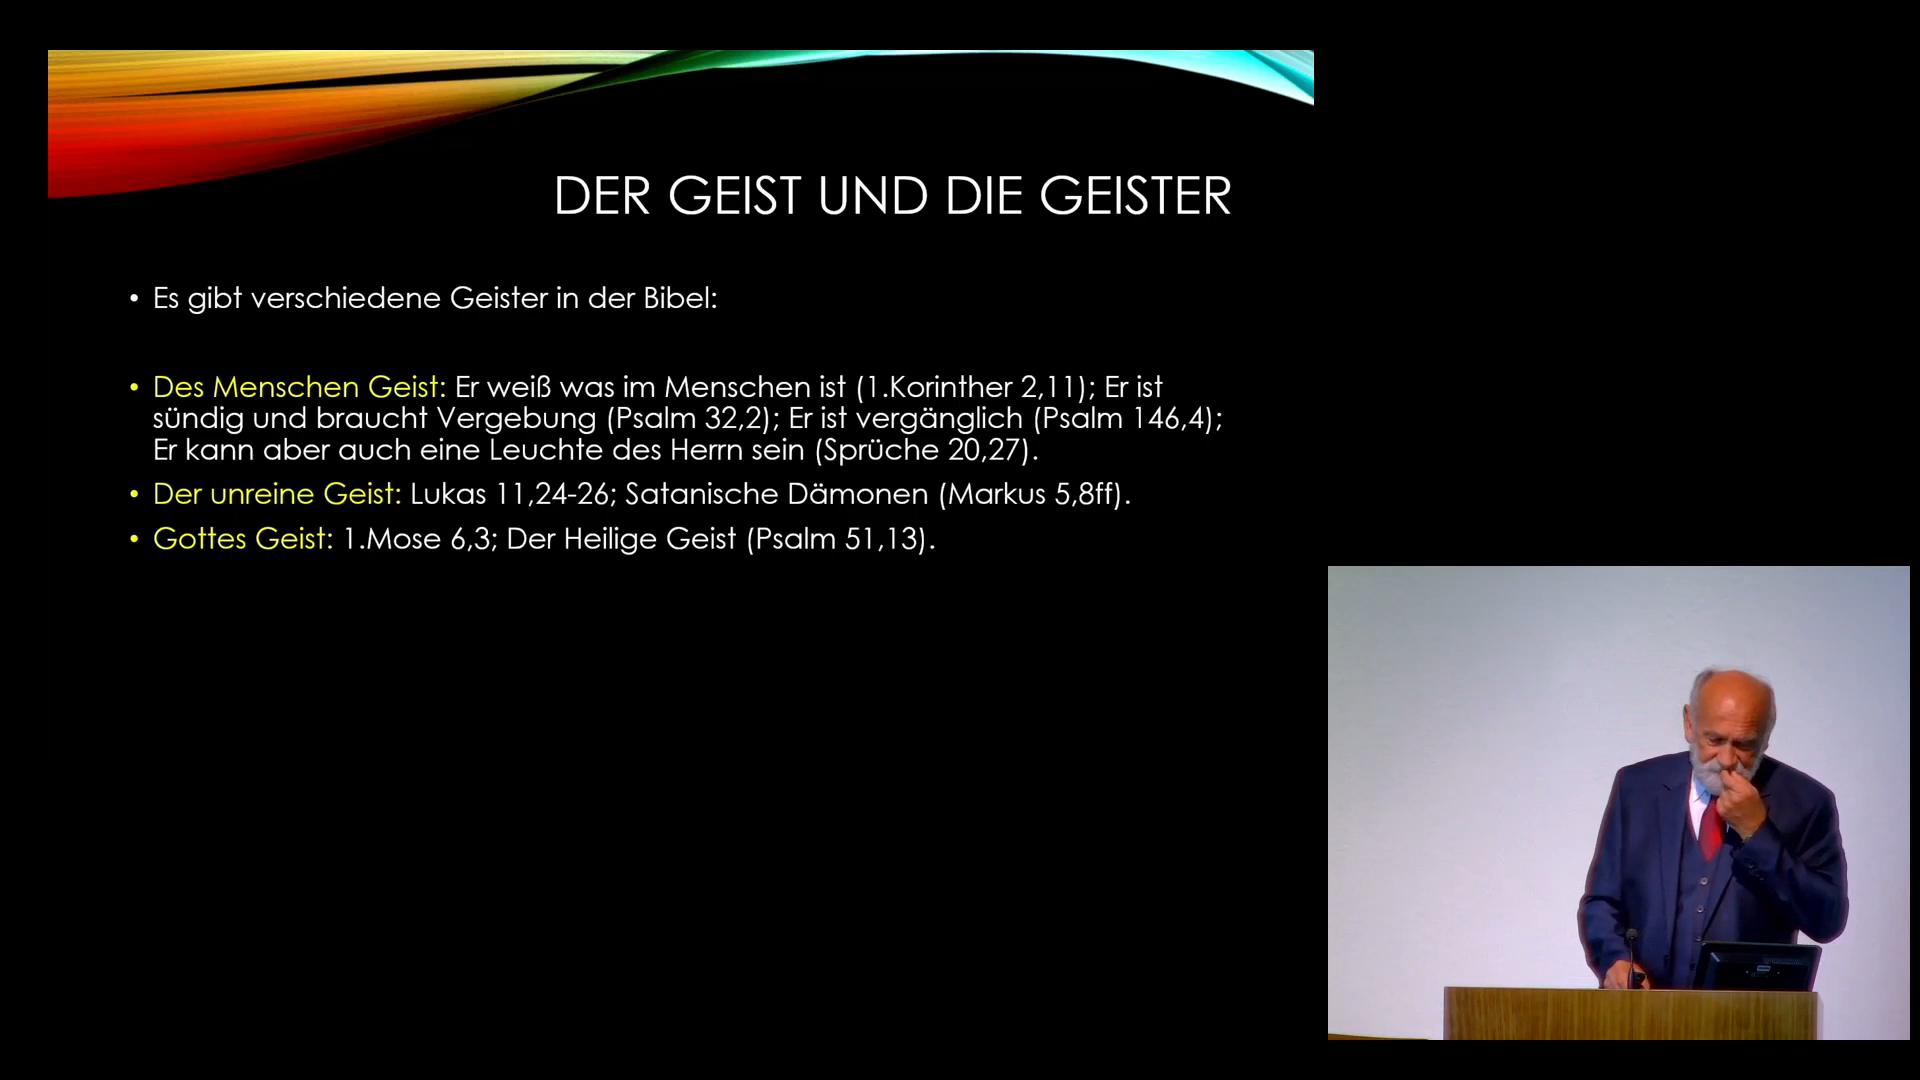 DER GEIST UND DIE GEISTER
• Es gibt verschiedene Geister in der Bibel:
• Des Menschen Geist: Er weiß was im Menschen ist (1.Korinther 2,11); Er ist
sündig und braucht Vergebung (Psalm 32,2); Er ist vergänglich (Psalm 146,4);
Er kann aber auch eine Leuchte des Herrn sein (Sprüche 20,27).
• Der unreine Geist: Lukas 11,24-26; Satanische Dämonen (Markus 5,8ff).
• Gottes Geist: 1.Mose 6,3; Der Heilige Geist (Psalm 51,13).